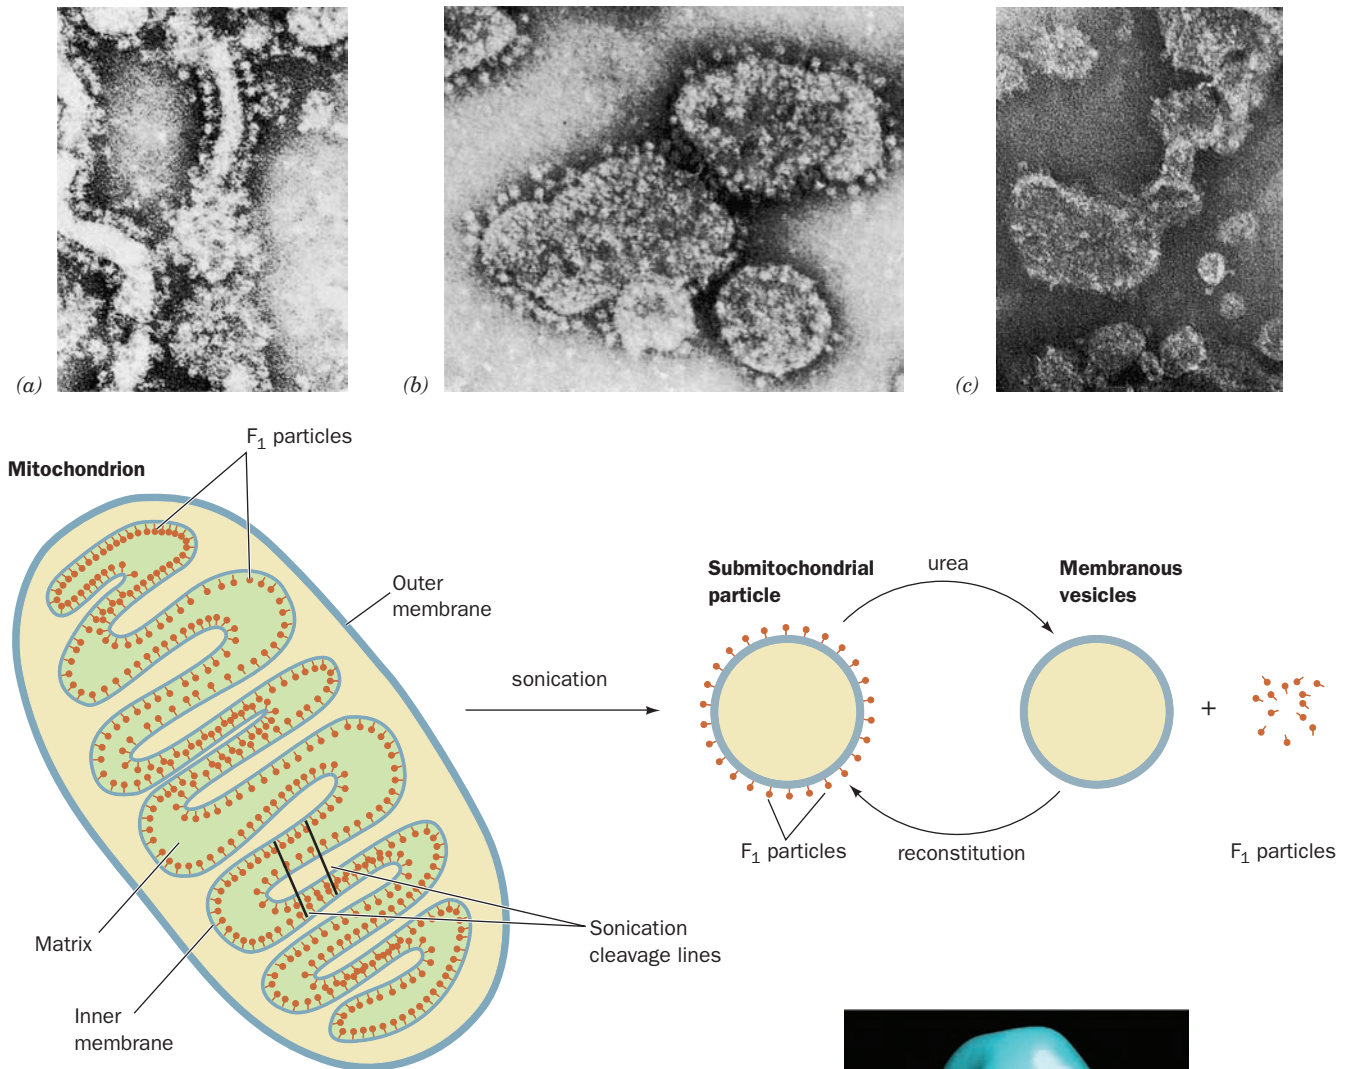 (a)
(b)
(c)
F1 particles
Mitochondrion
Outer
membrane
sonication
Submitochondrial
particle
urea
Membranous
vesicles
+
F1 particles
reconstitution
F1 particles
Matrix
Sonication
cleavage lines
Inner
membrane